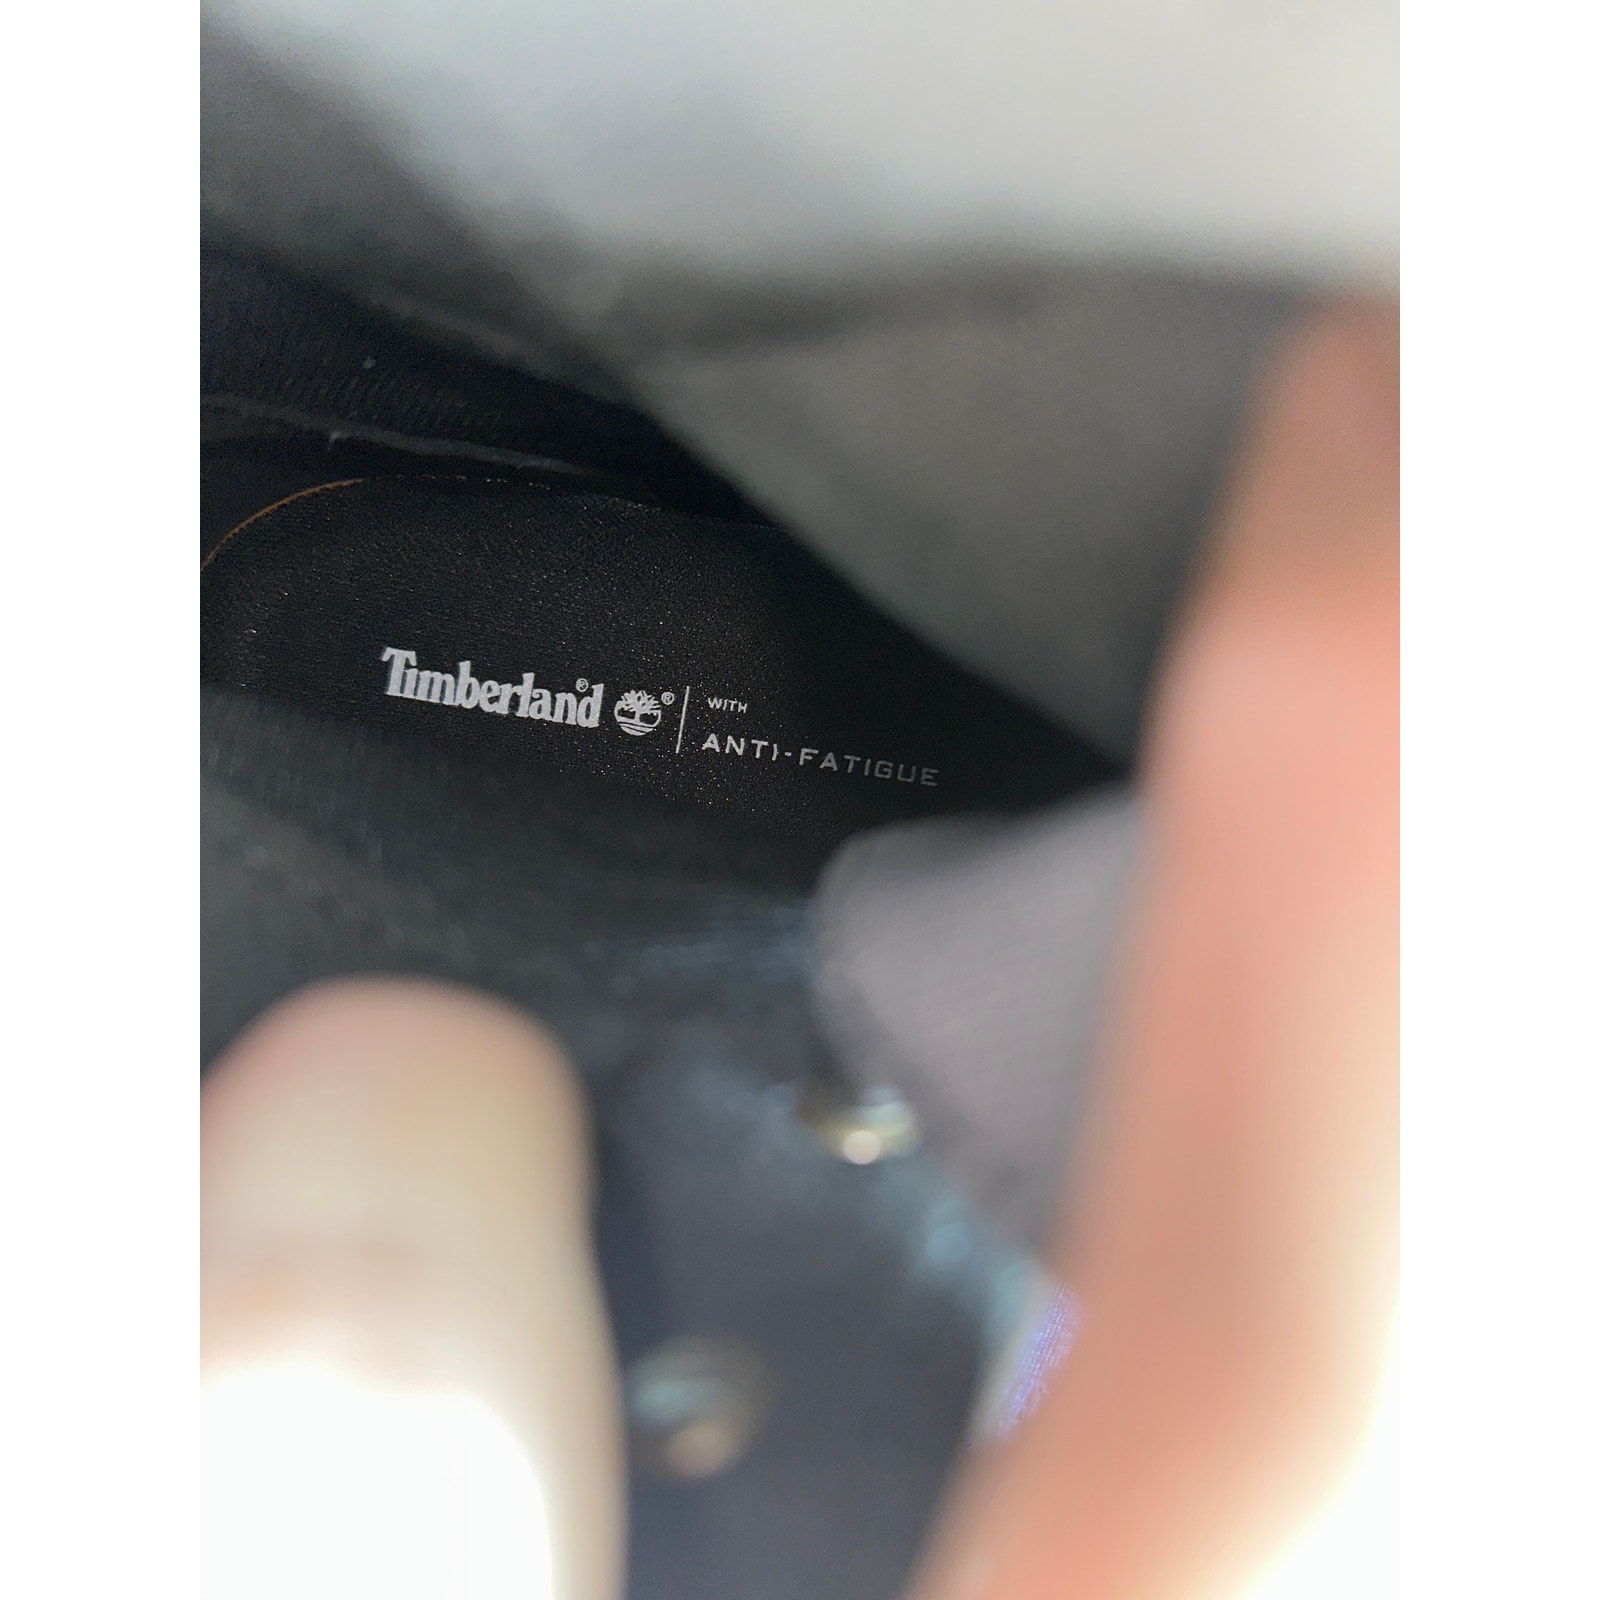 Timberland® ®
WITH
ANTI-FATIGUE